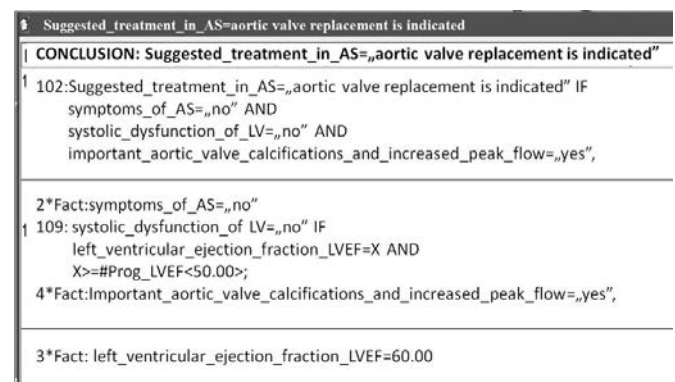 Suggested_treatment_in_AS=aortic valve replacement is indicated
CONCLUSION: Suggested_treatment_in_AS=„aortic valve replacement is indicated”
1 102:Suggested_treatment_in_AS=„aortic valve replacement is indicated” IF
symptoms_of_AS=„no” AND
systolic_dysfunction_of_LV=„no” AND
important_aortic_valve_calcifications_and_increased_peak_flow=„yes”,
2*Fact:symptoms_of_AS=„no”
1 109: systolic_dysfunction_of LV=„no” IF
left_ventricular_ejection_fraction_LVEF=X AND
X>=#Prog_LVEF<50.00>;
4*Fact:Important_aortic_valve_calcifications_and_increased_peak_flow=„yes”,
3*Fact: left_ventricular_ejection_fraction_LVEF=60.00